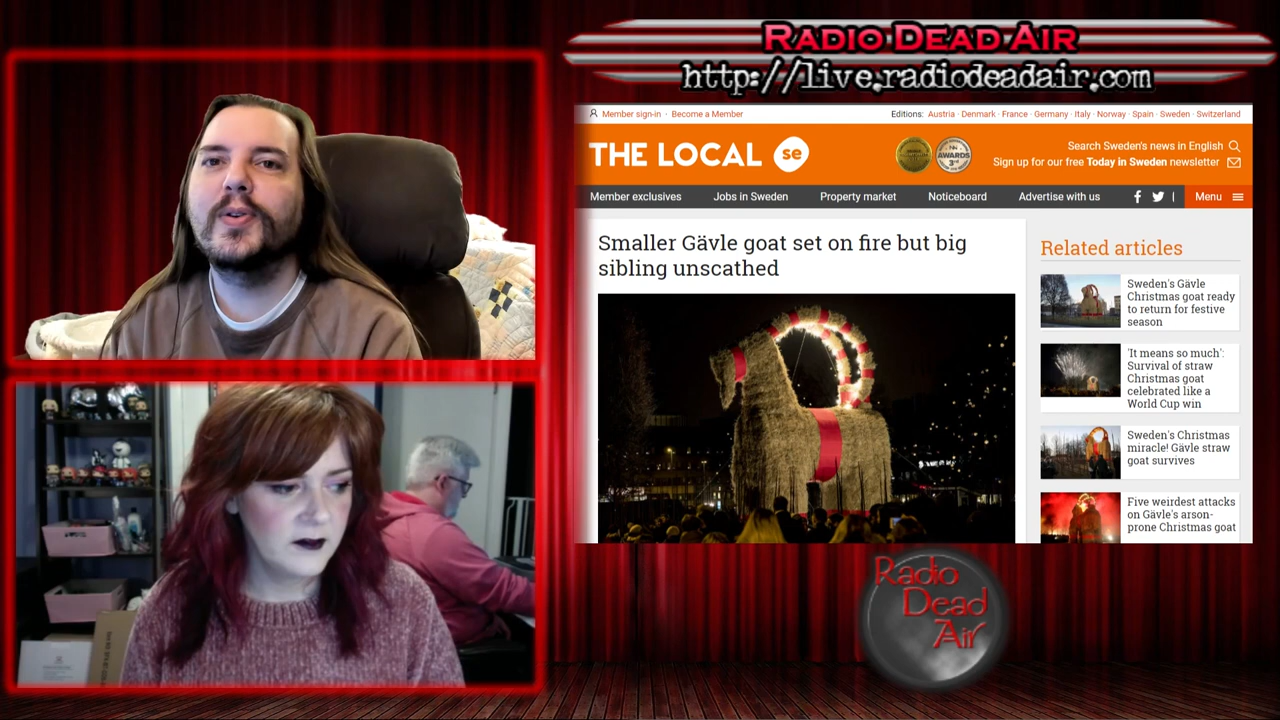 RADIO DEAD AIR
http://live.radiodeadair.com
Member sign-in · Become a Member
Editions: Austria · Denmark · France · Germany · Italy · Norway · Spain · Sweden · Switzerland
THE LOCAL se
AWARDS
3rd
Search Sweden's news in English
Sign up for our free Today in Sweden newsletter
Member exclusives Jobs in Sweden Property market Noticeboard Advertise with us Menu
Smaller Gävle goat set on fire but big
sibling unscathed
Related articles
Sweden's Gävle
Christmas goat ready
to return for festive
season
'It means so much':
Survival of straw
Christmas goat
celebrated like a
World Cup win
Sweden's Christmas
miracle! Gävle straw
goat survives
Five weirdest attacks
on Gävle's arson-
prone Christmas goat
Radio
Dead
Air